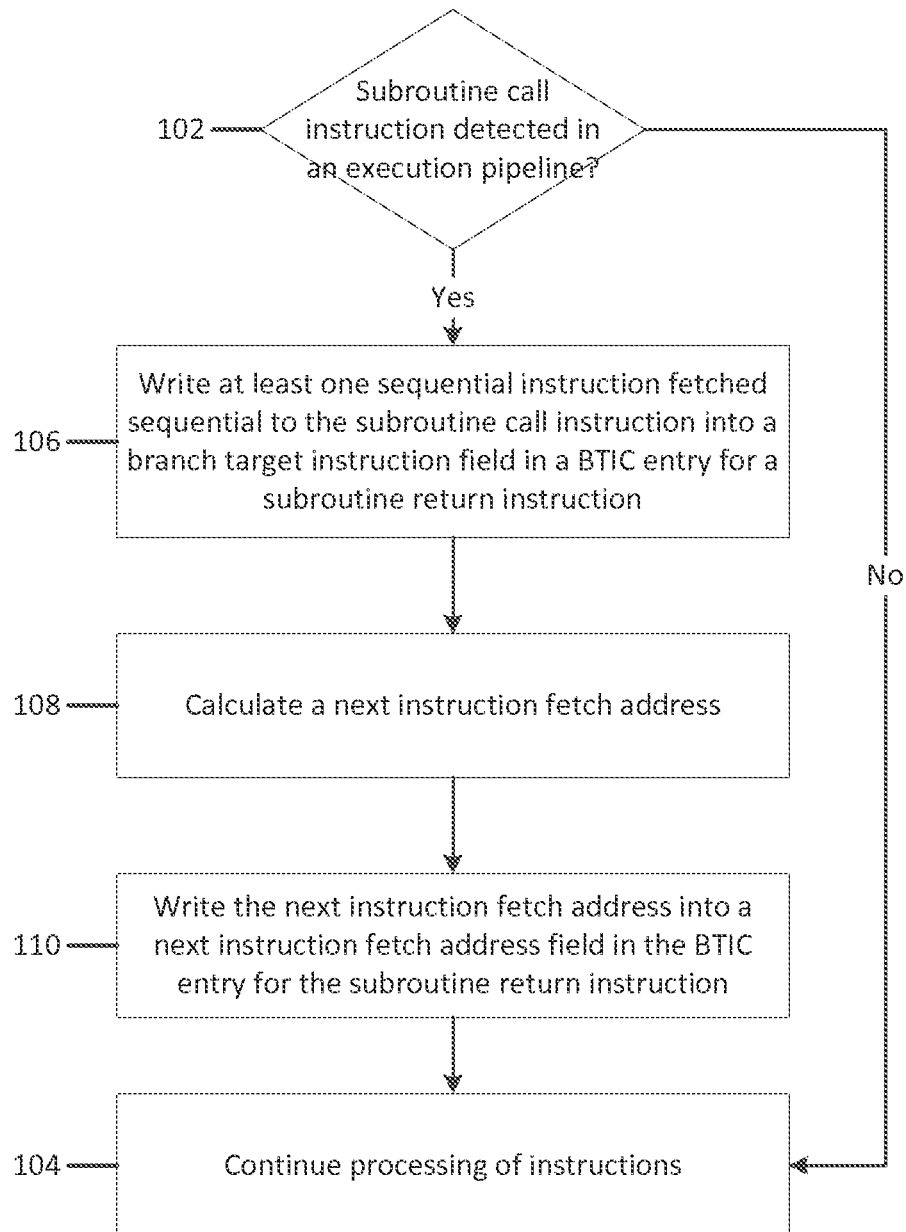 Subroutine call
102
instruction detected in
an execution pipeline?
Yes
Write at least one sequential instruction fetched
sequential to the subroutine call instruction into a
106
branch target instruction field in a BTIC entry for a
subroutine return instruction
No
108
Calculate a next instruction fetch address
Write the next instruction fetch address into a
110
next instruction fetch address field in the BTIC
entry for the subroutine return instruction
104
Continue processing of instructions